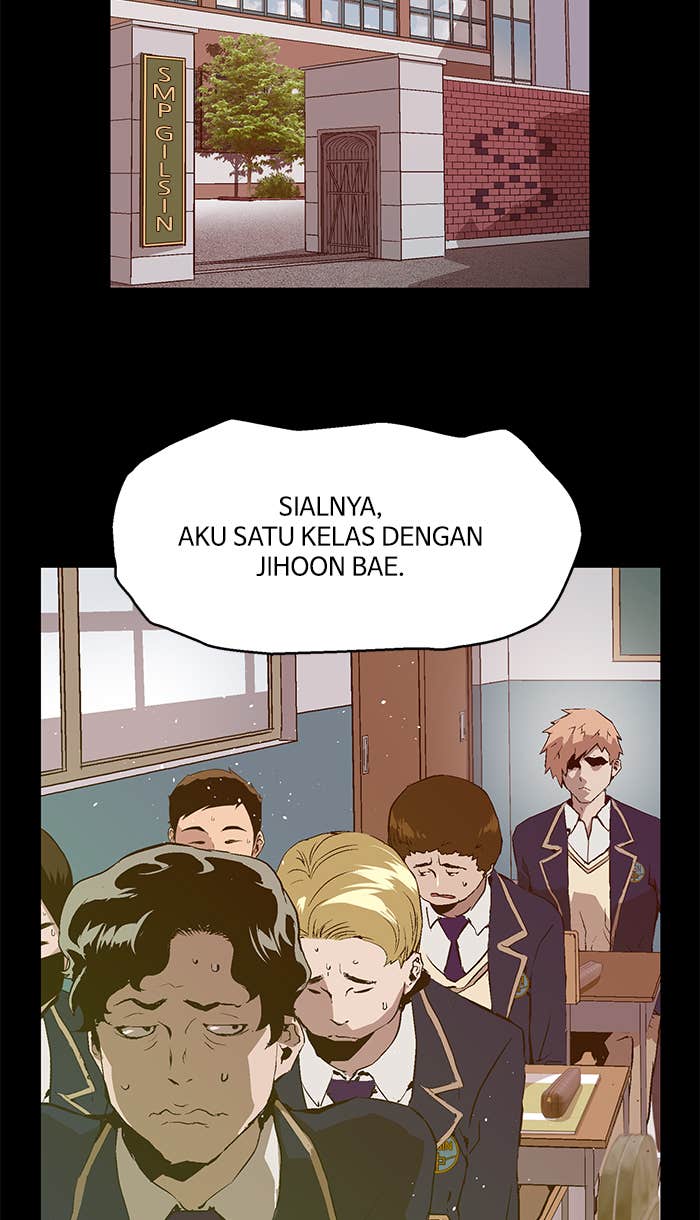 SMP GILSIN
SIALNYA,
AKU SATU KELAS DENGAN
JIHOON BAE.